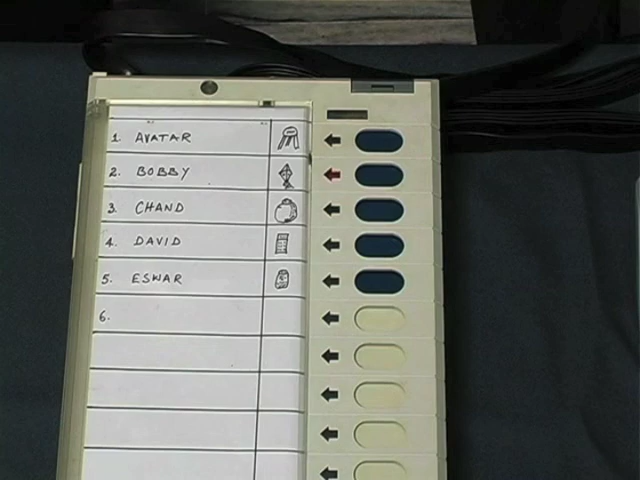 1. AVATAR
2. BOBBY
3. CHAND
4. DAVID
5. ESWAR
6.